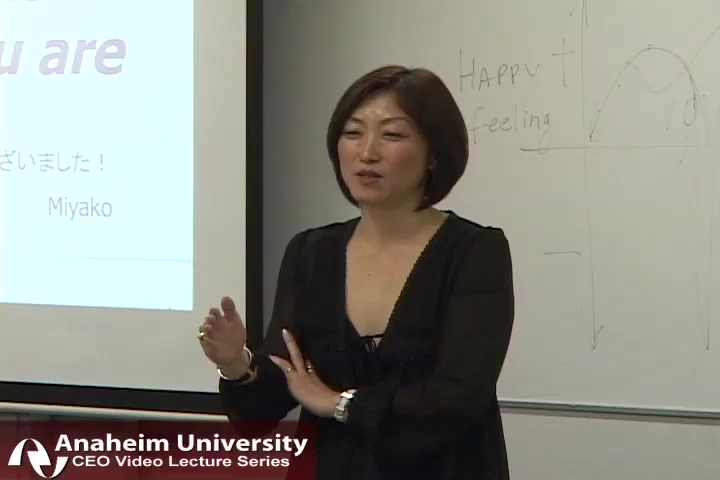 u are
ざいました！
Miyako
HAPPY +
feeling
Anaheim University
CEO Video Lecture Series